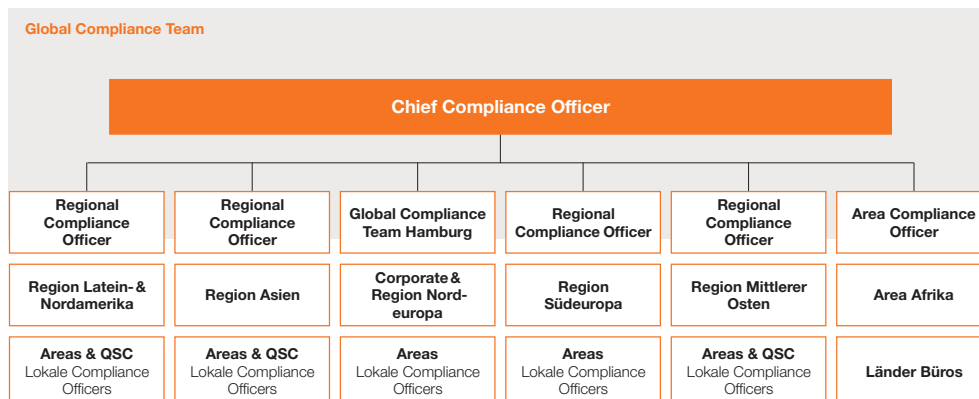 Global Compliance Team
Chief Compliance Officer
Regional
Compliance
Officer
Regional
Compliance
Officer
Global Compliance
Team Hamburg
Regional
Compliance Officer
Regional
Compliance
Officer
Area Compliance
Officer
Region Latein- &
Nordamerika
Region Asien
Corporate &
Region Nord-
europa
Region
Südeuropa
Region Mittlerer
Osten
Area Afrika
Areas & QSC
Lokale Compliance
Officers
Areas & QSC
Lokale Compliance
Officers
Areas
Lokale Compliance
Officers
Areas
Lokale Compliance
Officers
Areas & QSC
Lokale Compliance
Officers
Länder Büros